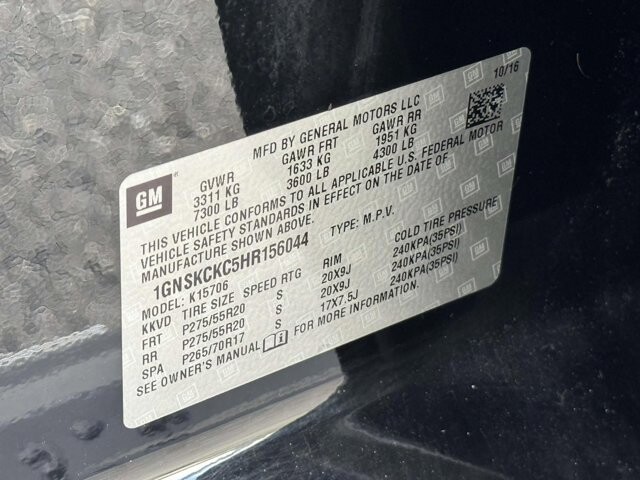 GM
10/16
MFD BY GENERAL MOTORS LLC
GVWR GAWR FRT GAWR RR
3311 KG 1633 KG 1951 KG
7300 LB 3600 LB 4300 LB
THIS VEHICLE CONFORMS TO ALL APPLICABLE U.S. FEDERAL MOTOR
VEHICLE SAFETY STANDARDS IN EFFECT ON THE DATE OF
MANUFACTURE SHOWN ABOVE.
1GNSKCKC5HR156044 TYPE: M.P.V.
MODEL: K15706
KKVD TIRE SIZE SPEED RTG RIM COLD TIRE PRESSURE
FRT P275/55R20 S 20X9J 240KPA(35PSI)
RR P275/55R20 S 20X9J 240KPA(35PSI)
SPA P265/70R17 S 17X7.5J 240KPA(35PSI)
SEE OWNER'S MANUAL FOR MORE INFORMATION.